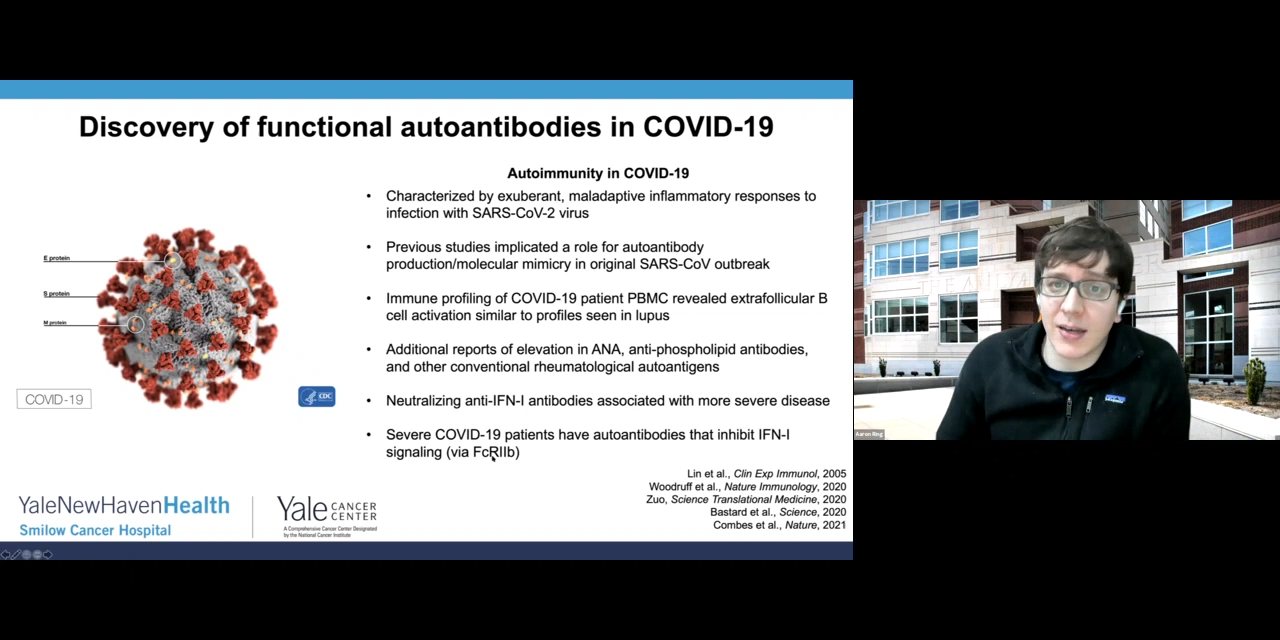 Discovery of functional autoantibodies in COVID-19
Autoimmunity in COVID-19
• Characterized by exuberant, maladaptive inflammatory responses to
infection with SARS-CoV-2 virus
• Previous studies implicated a role for autoantibody
production/molecular mimicry in original SARS-CoV outbreak
• Immune profiling of COVID-19 patient PBMC revealed extrafollicular B
cell activation similar to profiles seen in lupus
• Additional reports of elevation in ANA, anti-phospholipid antibodies,
and other conventional rheumatological autoantigens
• Neutralizing anti-IFN-I antibodies associated with more severe disease
• Severe COVID-19 patients have autoantibodies that inhibit IFN-I
signaling (via FcRIIb)
E protein
S protein
M protein
COVID-19
CDC
Lin et al., Clin Exp Immunol, 2005
Woodruff et al., Nature Immunology, 2020
Zuo, Science Translational Medicine, 2020
Bastard et al., Science, 2020
Combes et al., Nature, 2021
YaleNewHavenHealth
Smilow Cancer Hospital
Yale CANCER
CENTER
A Comprehensive Cancer Center Designated
by the National Cancer Institute
Aaron Ring